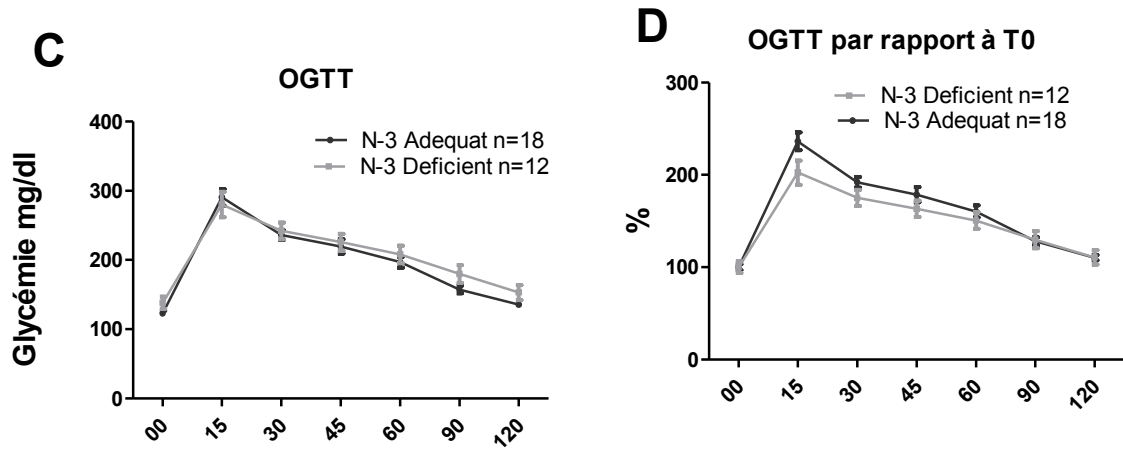 C
OGTT
Glycémie mg/dl
400
300
200
100
0
N-3 Adequat n=18
N-3 Deficient n=12
00
15
30
45
60
90
120
D
OGTT par rapport à T0
%
300
200
100
0
N-3 Deficient n=12
N-3 Adequat n=18
00
15
30
45
60
90
120